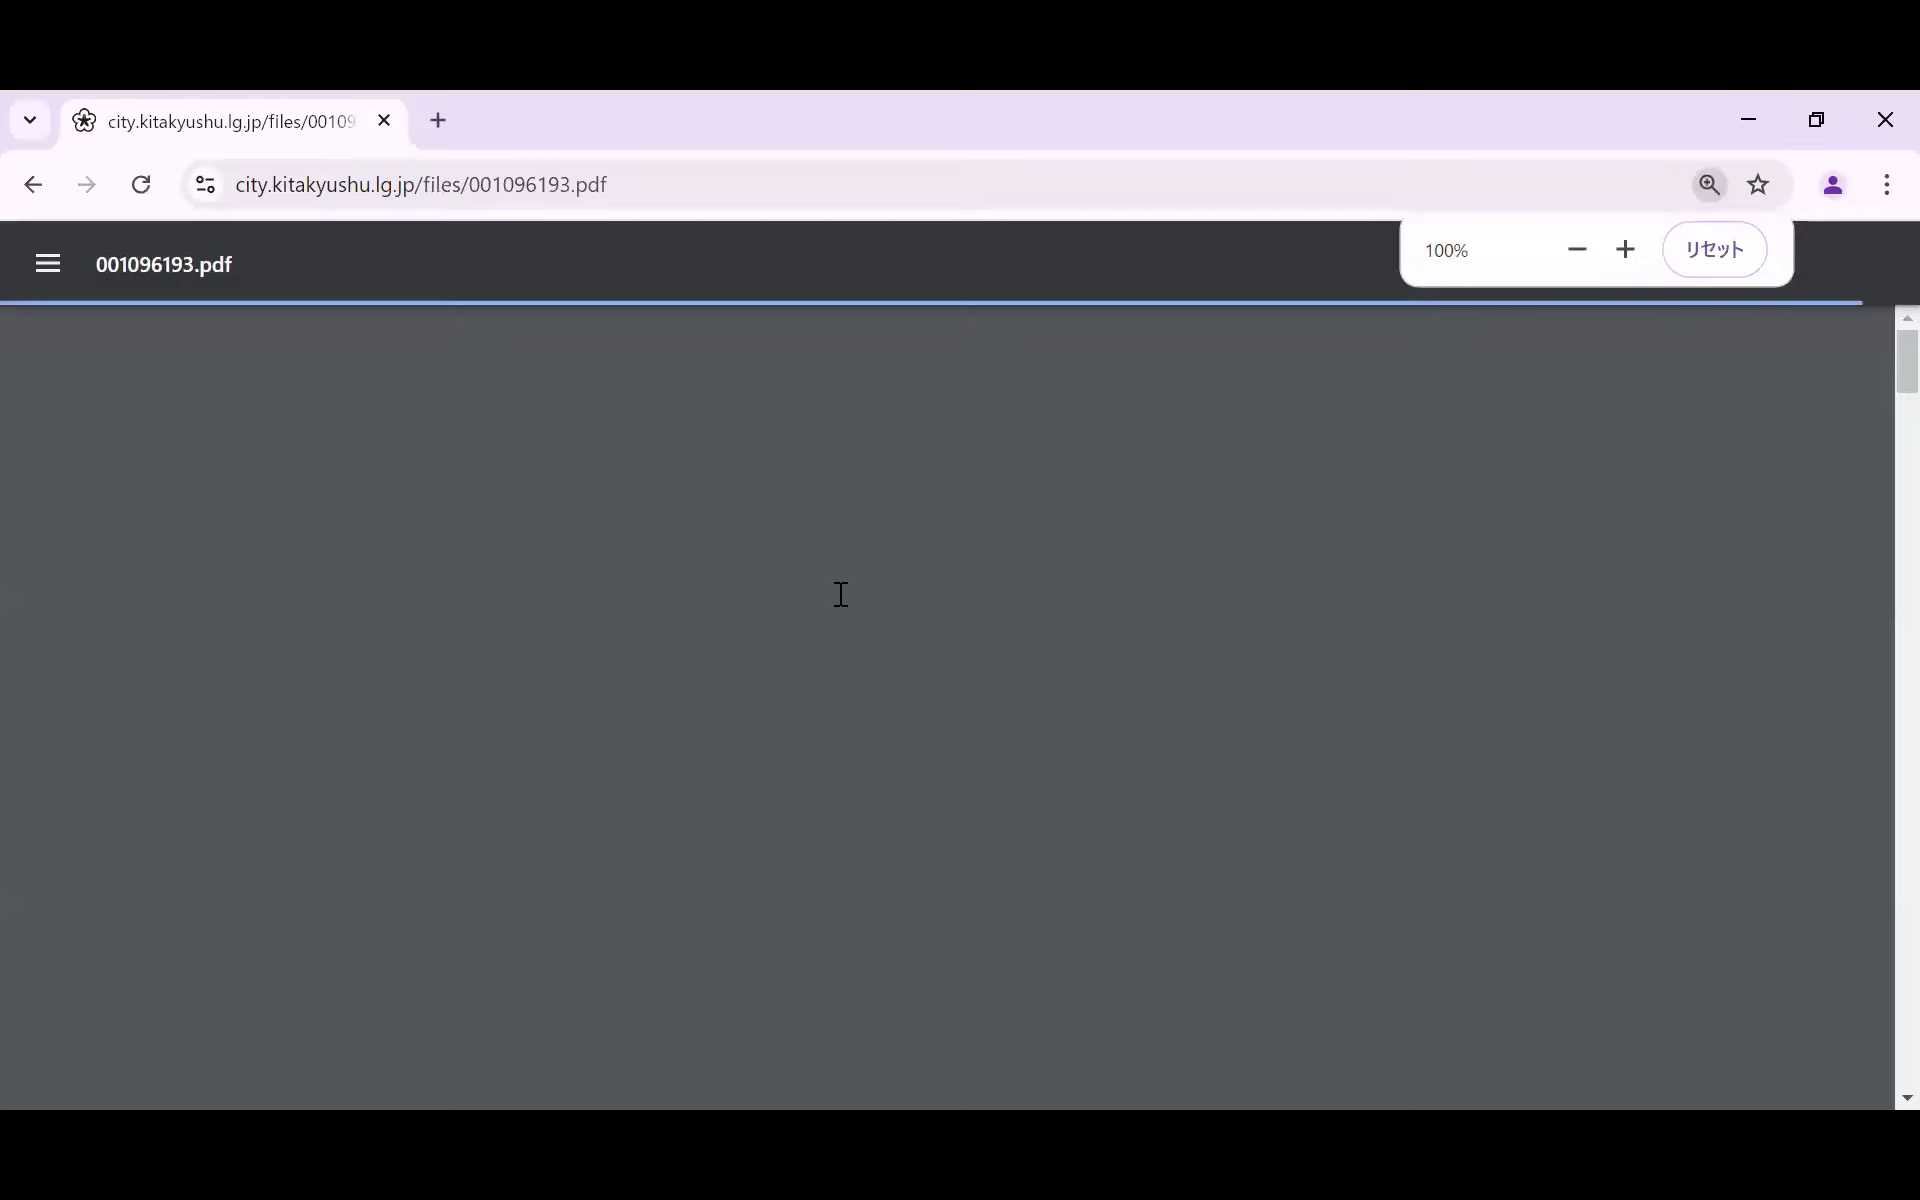 city.kitakyushu.lg.jp/files/00109
city.kitakyushu.lg.jp/files/001096193.pdf
001096193.pdf
100%
リセット